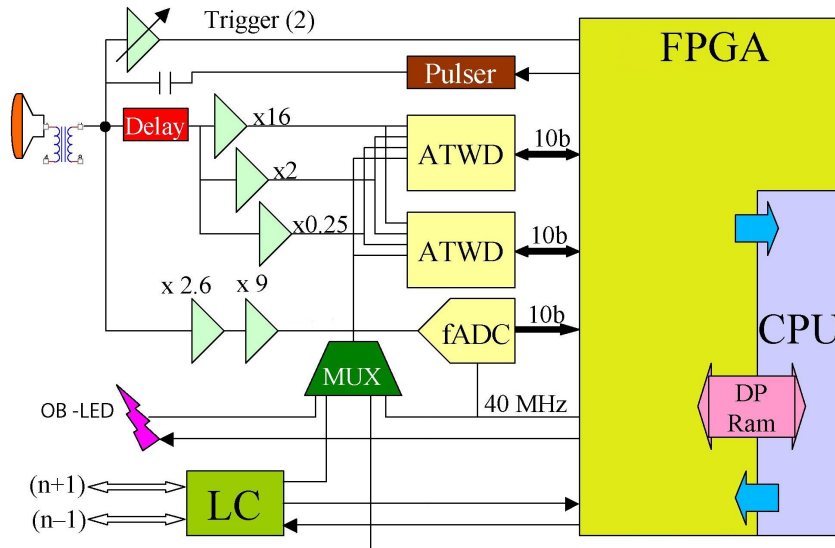 Trigger (2)
FPGA
Pulser
Delay
x16
ATWD
10b
x2
x0.25
ATWD
10b
x 2.6
x 9
10b
fADC
CPU
MUX
OB -LED
40 MHz
DP
Ram
(n+1)
LC
(n−1)